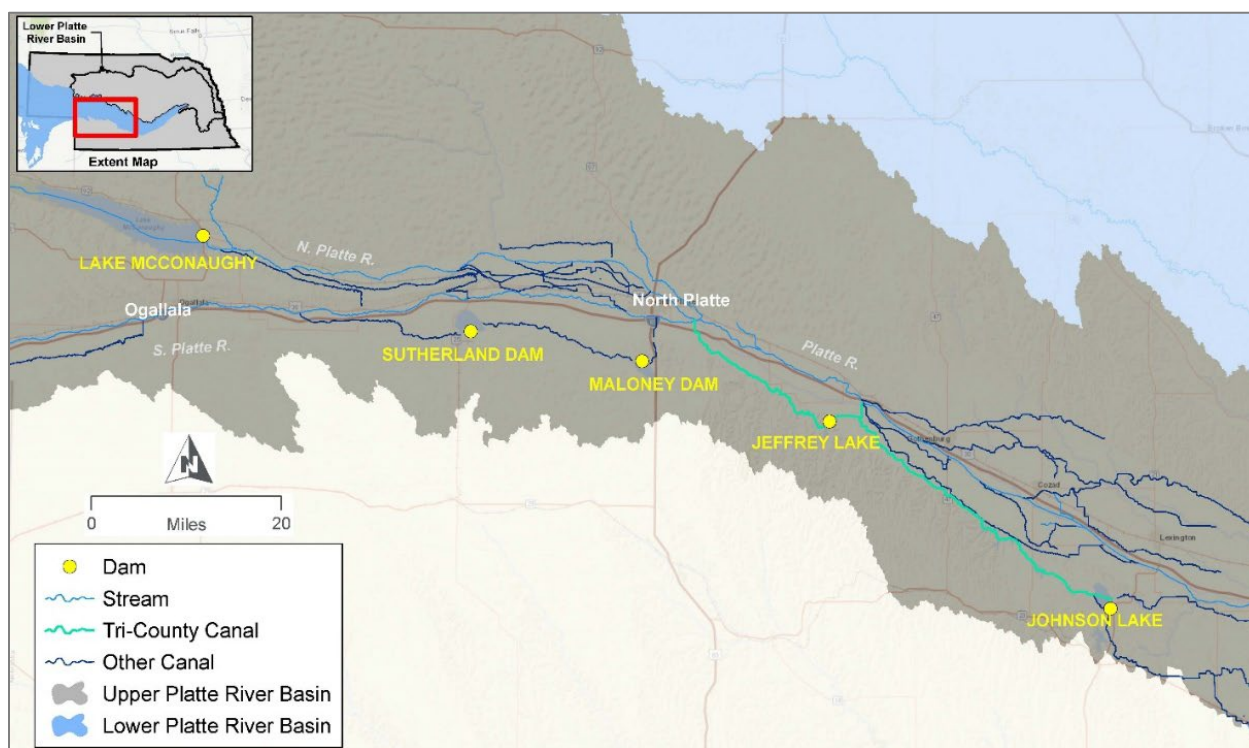 Lower Platte
River Basin
Extent Map
N. Platte R.
LAKE MCCONAUGHY
Ogallala
Ogallala
North Platte
S. Platte R.
SUTHERLAND DAM
MALONEY DAM
Platte R.
JEFFREY LAKE
Gothenburg
Cozad
Lexington
JOHNSON LAKE
N
0 20
Miles
Dam
Stream
Tri-County Canal
Other Canal
Upper Platte River Basin
Lower Platte River Basin